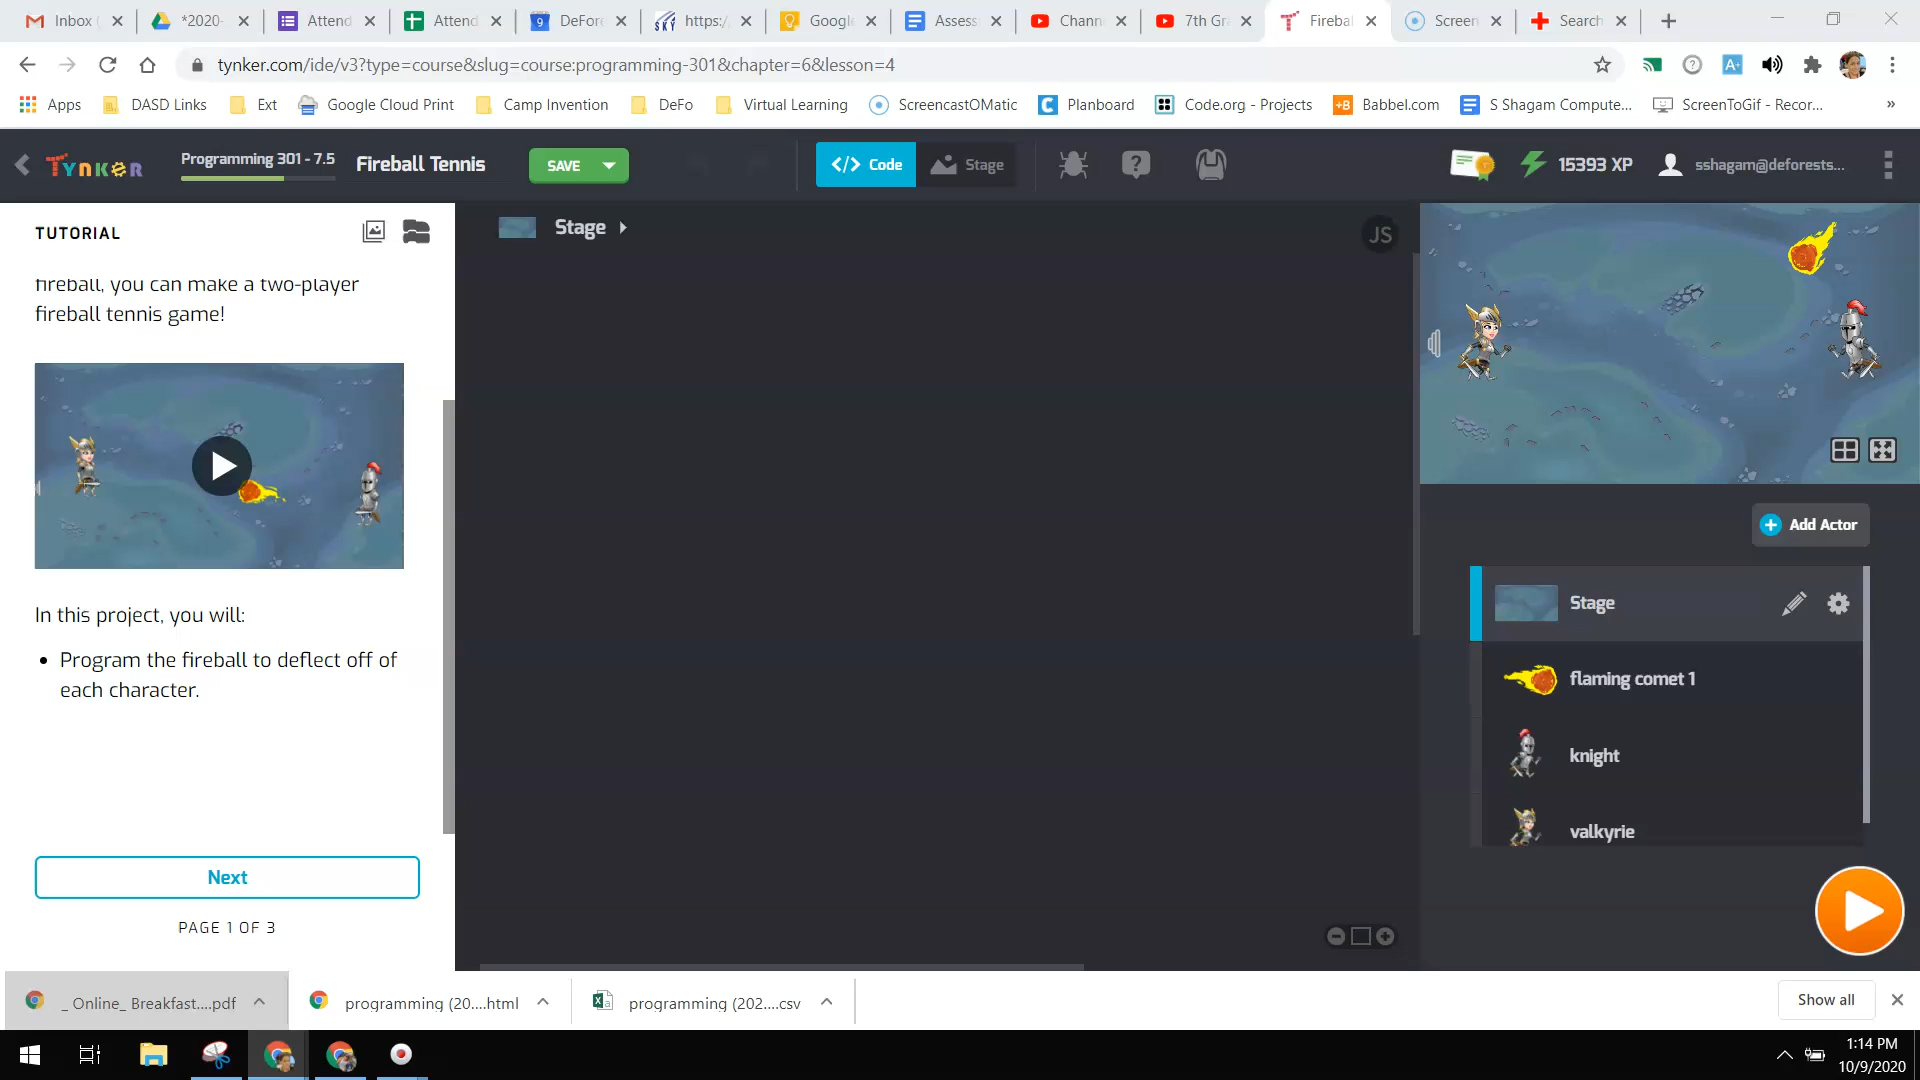 Inbox
*2020-
Attend
Attend
9 DeFor
SKY https:/
Google
Assess
Chann
7th Gr
Fireba
Screen
Search
tynker.com/ide/v3?type=course&slug=course:programming-301&chapter=6&lesson=4
Apps DASD Links Ext Google Cloud Print Camp Invention DeFo Virtual Learning ScreencastOMatic Planboard Code.org - Projects +B Babbel.com S Shagam Compute... ScreenToGif - Recor... »
TYNKER Programming 301 - 7.5 Fireball Tennis SAVE </> Code Stage ? 15393 XP sshagam@deforests...
TUTORIAL
Stage
JS
fireball, you can make a two-player
fireball tennis game!
In this project, you will:
• Program the fireball to deflect off of
each character.
Next
PAGE 1 OF 3
Add Actor
Stage
flaming comet 1
knight
valkyrie
_ Online_ Breakfast....pdf
programming (20....html
programming (202....csv
Show all
1:14 PM
10/9/2020